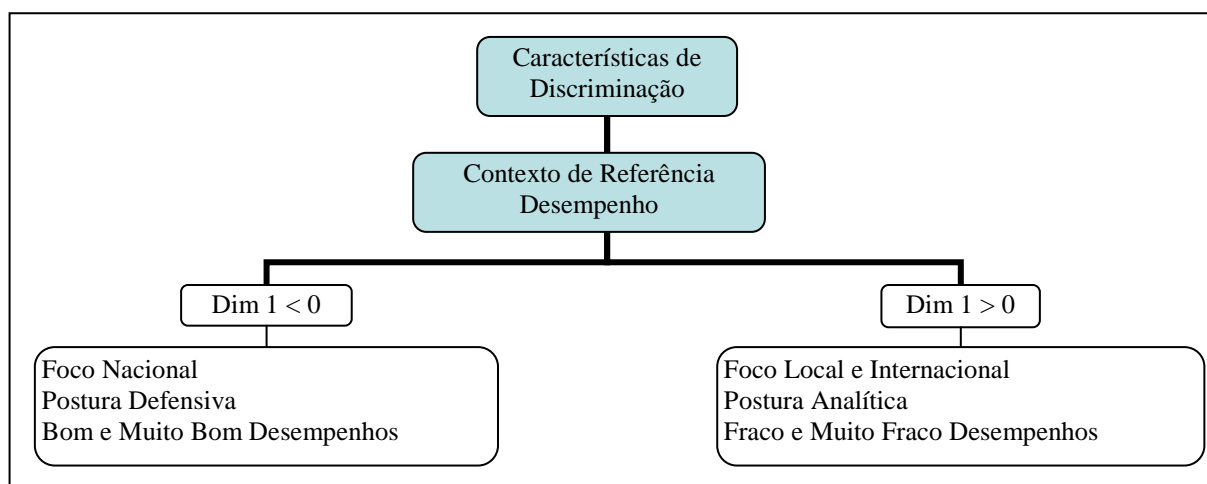 Características de
Discriminação
Contexto de Referência
Desempenho
Dim 1 < 0
Dim 1 > 0
Foco Nacional
Postura Defensiva
Bom e Muito Bom Desempenhos
Foco Local e Internacional
Postura Analítica
Fraco e Muito Fraco Desempenhos